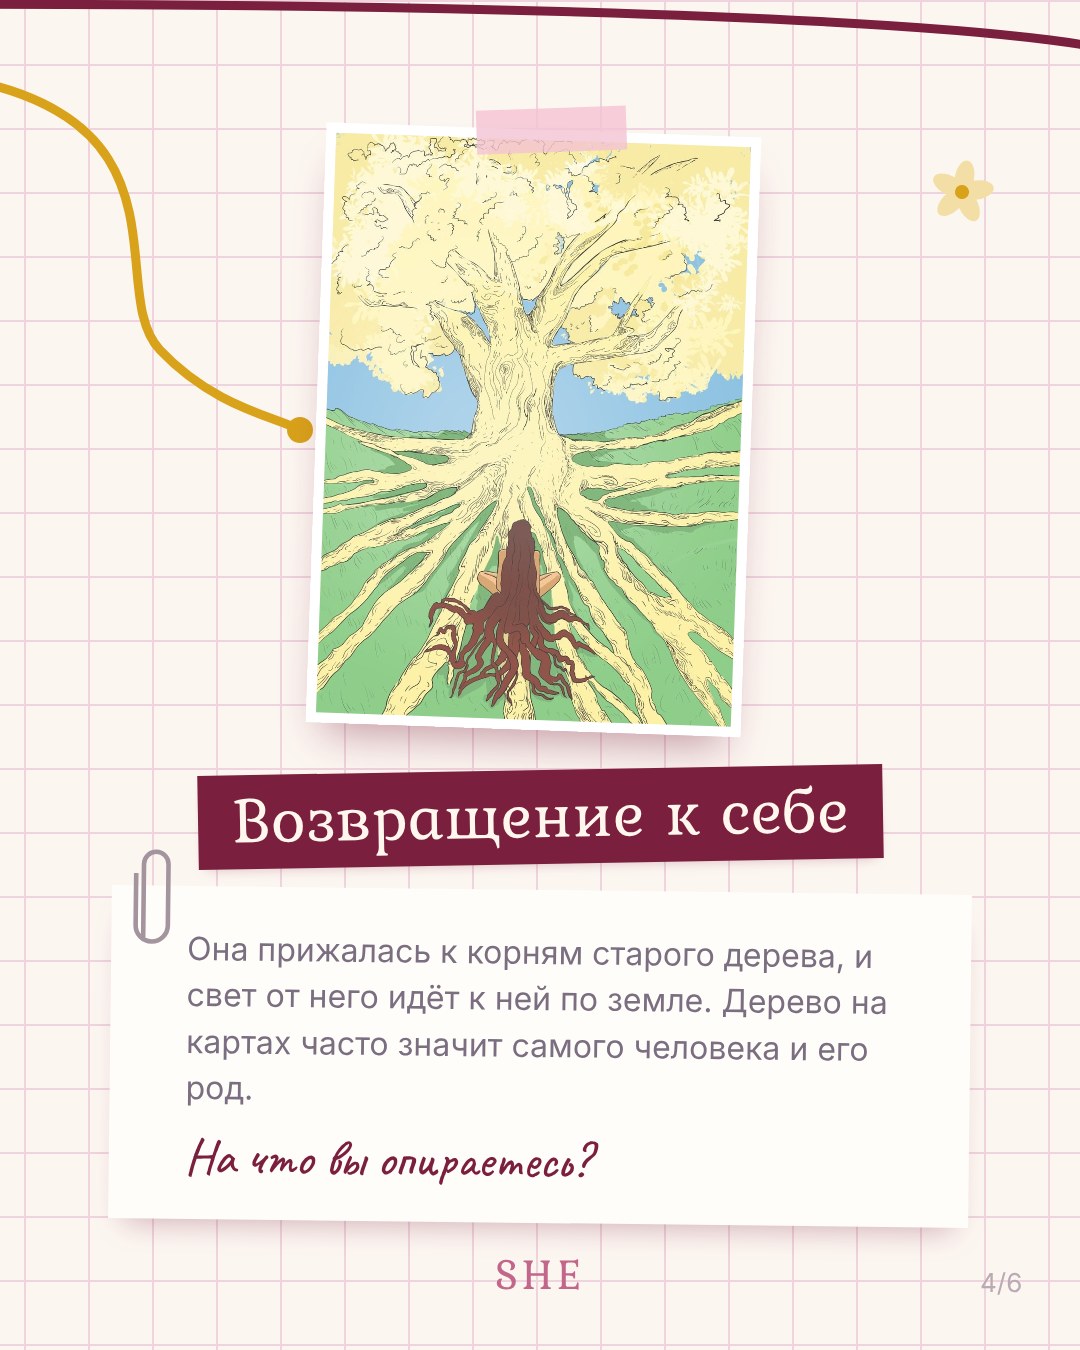 Возвращение к себе
Она прижалась к корням старого дерева, и
свет от него идёт к ней по земле. Дерево на
картах часто значит самого человека и его
род.
На что вы опираетесь?
SHE
4/6